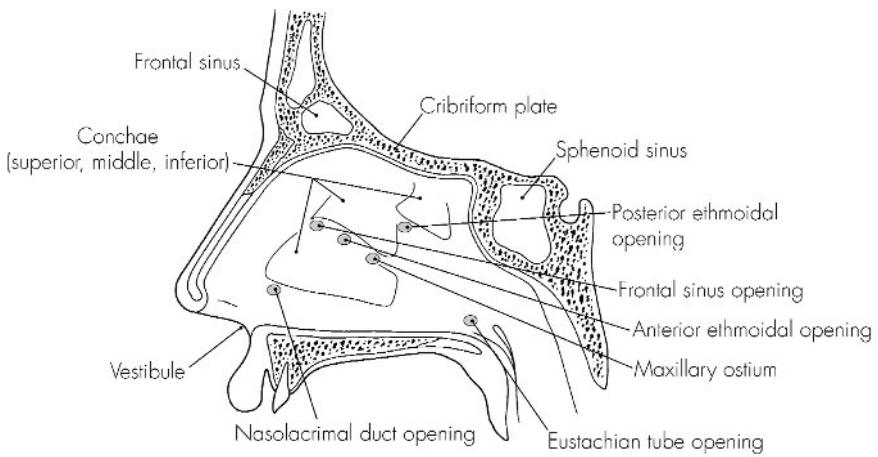 Frontal sinus
Cribriform plate
Conchae
(superior, middle, inferior)
Sphenoid sinus
Posterior ethmoidal
opening
Frontal sinus opening
Anterior ethmoidal opening
Maxillary ostium
Vestibule
Nasolacrimal duct opening
Eustachian tube opening